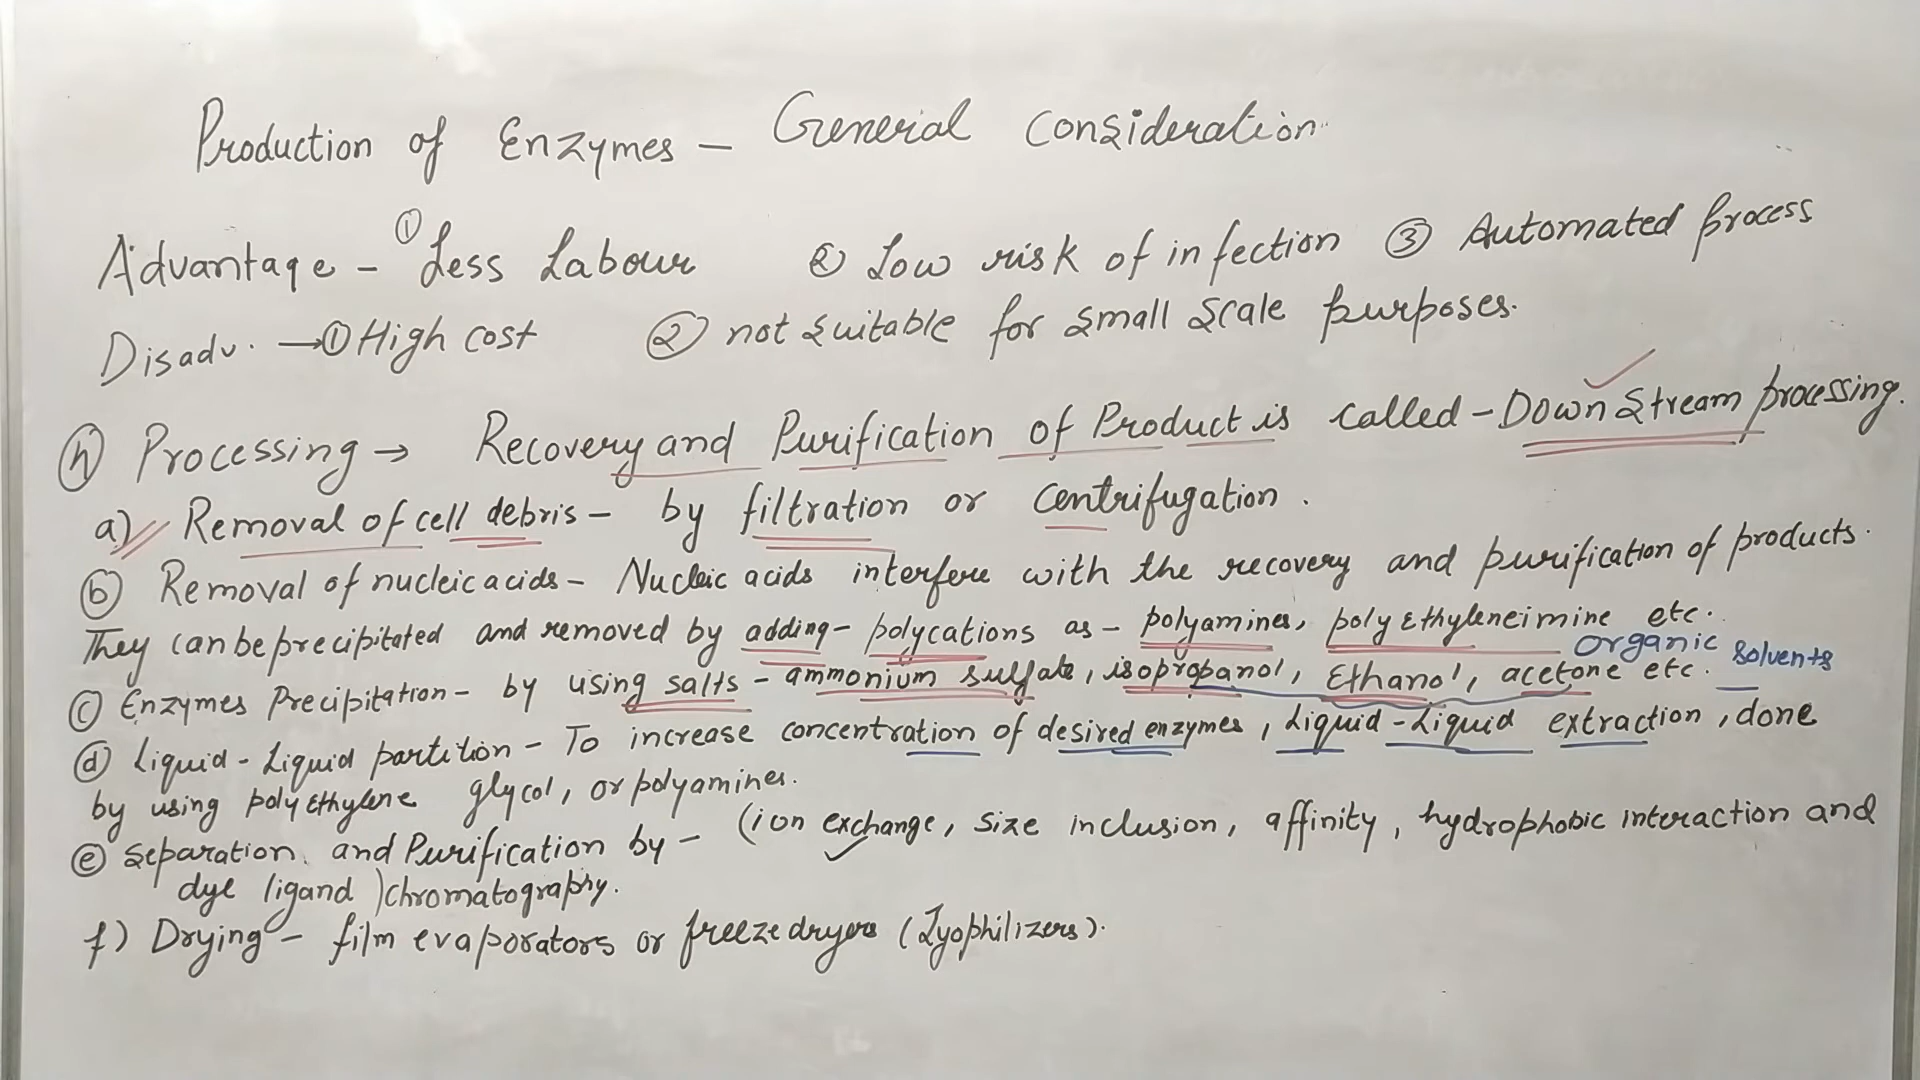 Production of Enzymes - General consideration
Advantage - ① Less Labour ② Low risk of infection ③ Automated process
Disadv. → ① High cost ② not suitable for small scale purposes.
ⓗ Processing → Recovery and Purification of Product is called - Down Stream processing.
a) Removal of cell debris - by filtration or centrifugation.
ⓑ Removal of nucleic acids - Nucleic acids interfere with the recovery and purification of products.
They can be precipitated and removed by adding - polycations as - polyamines, poly Ethyleneimine etc.
organic solvents
ⓒ Enzymes Precipitation - by using salts - ammonium sulfate, isopropanol, Ethanol, acetone etc.
ⓓ Liquid - Liquid partition - To increase concentration of desired enzymes, Liquid - Liquid extraction, done
by using poly Ethylene glycol, or polyamines.
ⓔ separation and Purification by - (ion exchange, size inclusion, affinity, hydrophobic interaction and
dye ligand) chromatography.
f) Drying - film evaporators or freeze dryers (Lyophilizers).